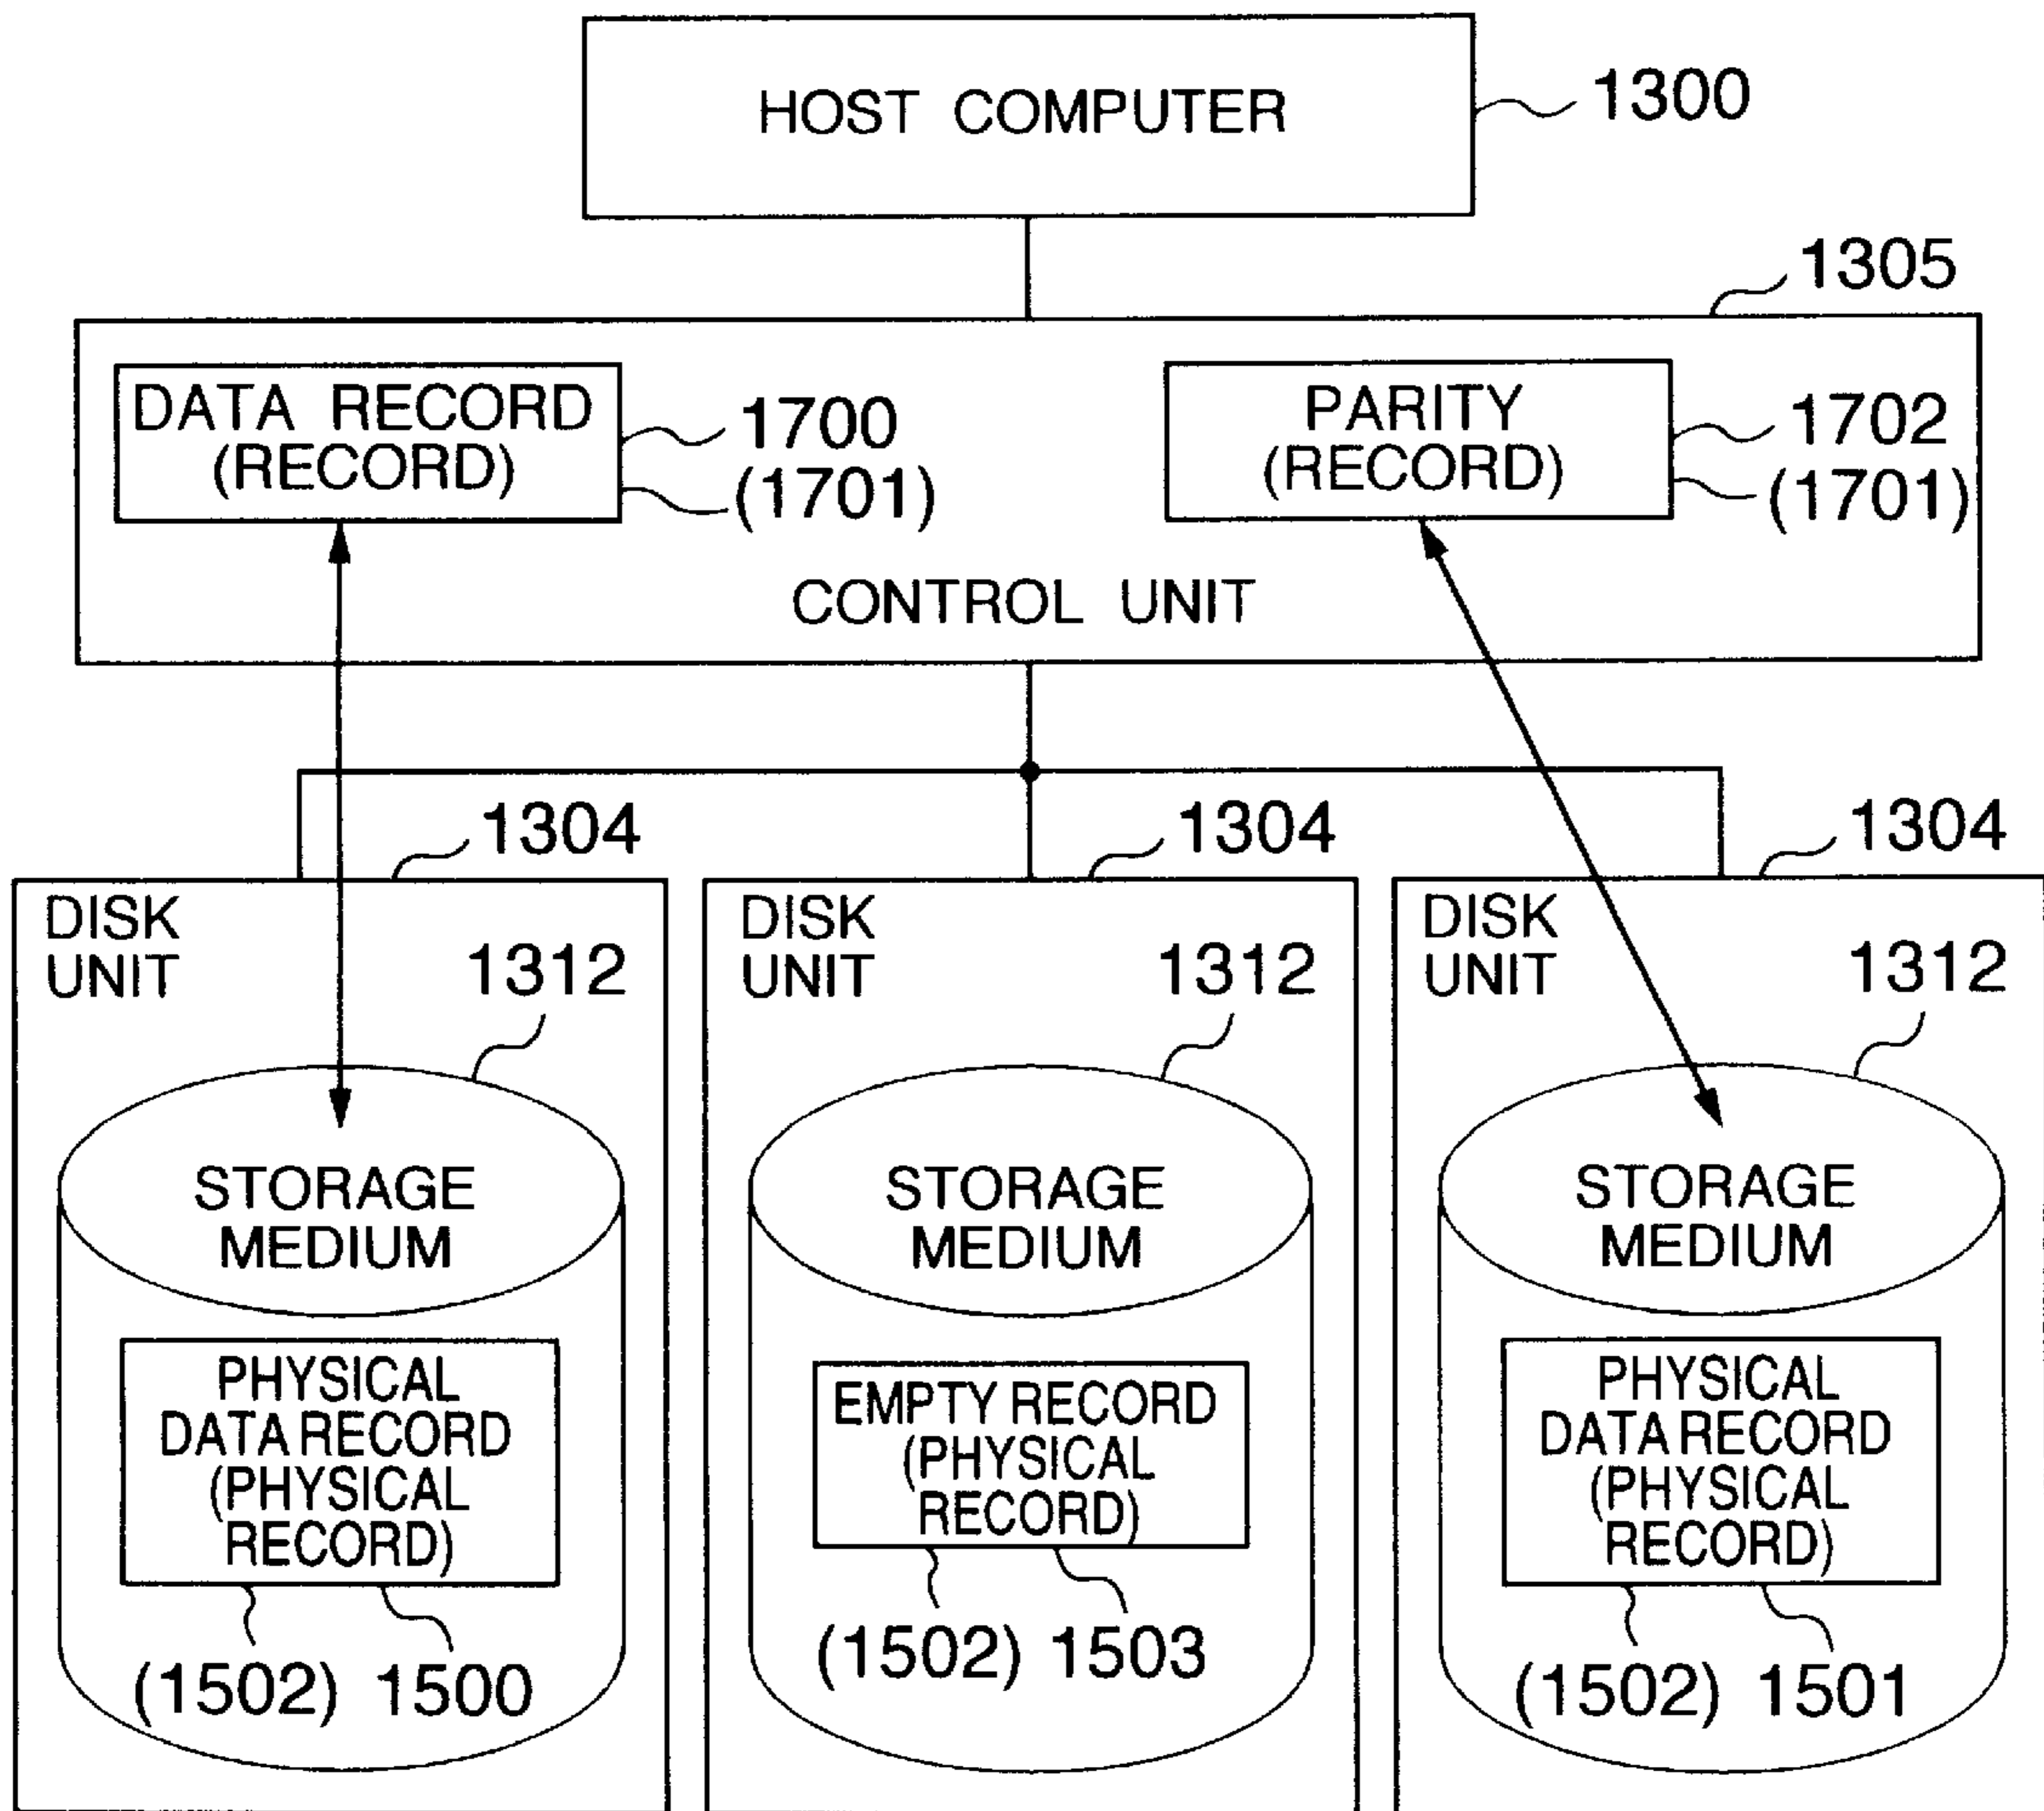 HOST COMPUTER
1300
1305
DATA RECORD
(RECORD)
1700
(1701)
PARITY
(RECORD)
1702
(1701)
CONTROL UNIT
1304
1304
1304
DISK
UNIT
1312
DISK
UNIT
1312
DISK
UNIT
1312
STORAGE
MEDIUM
STORAGE
MEDIUM
STORAGE
MEDIUM
PHYSICAL
DATA RECORD
(PHYSICAL
RECORD)
(1502) 1500
EMPTY RECORD
(PHYSICAL
RECORD)
(1502) 1503
PHYSICAL
DATA RECORD
(PHYSICAL
RECORD)
(1502) 1501